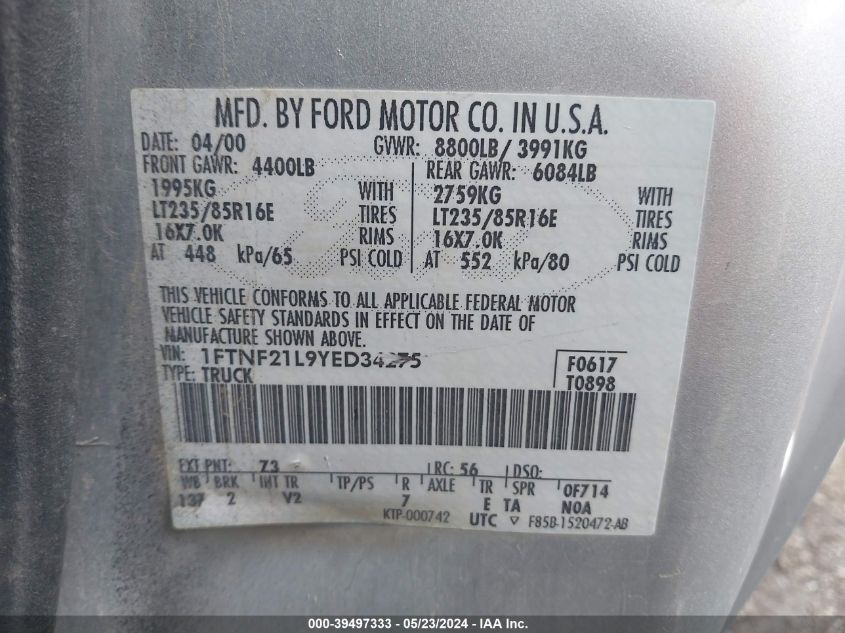 MFD. BY FORD MOTOR CO. IN U.S.A.
DATE: 04/00 GVWR: 8800LB/ 3991KG
FRONT GAWR: 4400LB REAR GAWR: 6084LB
1995KG WITH 2759KG WITH
LT235/85R16E TIRES LT235/85R16E TIRES
16X7.0K RIMS 16X7.0K RIMS
AT 448 kPa/65 PSI COLD AT 552 kPa/80 PSI COLD
THIS VEHICLE CONFORMS TO ALL APPLICABLE FEDERAL MOTOR
VEHICLE SAFETY STANDARDS IN EFFECT ON THE DATE OF
MANUFACTURE SHOWN ABOVE.
VIN: 1FTNF21L9YED34275 F0617
TYPE: TRUCK T0898
EXT PNT: Z3 RC: 56 DSO:
WB BRK INT TR TP/PS R AXLE TR SPR 0F714
137 2 V2 7 E TA N0A
KTP-000742 UTC ▽ F85B-1520472-AB
000-39497333 - 05/23/2024 - IAA Inc.